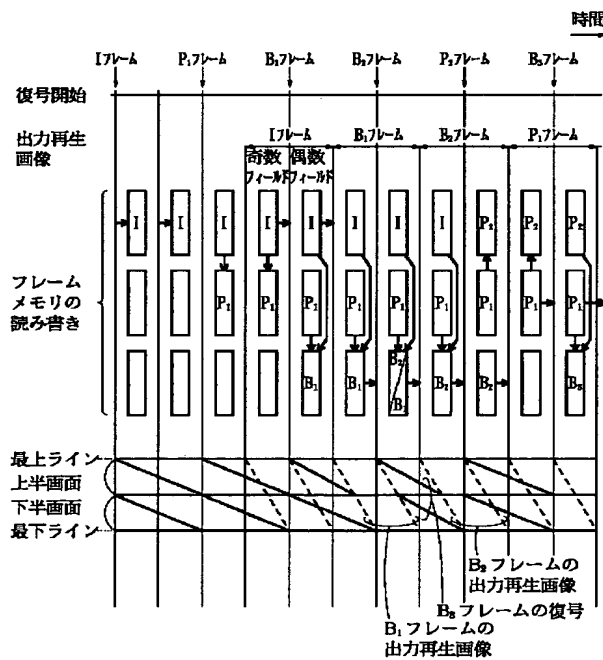 時間
Iフレーム P₁フレーム B₁フレーム B₂フレーム P₂フレーム B₃フレーム
復号開始
出力再生
画像
Iフレーム B₁フレーム B₂フレーム P₁フレーム
奇数 偶数
フィールド フィールド
I I I I I I I I P₂ P₂ P₂
フレーム
メモリの
読み書き
P₁ P₁ P₁ P₁ P₁ P₁ P₁ P₁ P₁
B₁ B₁ B₂ B₁ B₂ B₂ B₃
最上ライン
上半画面
下半画面
最下ライン
B₂フレームの
出力再生画像
B₂フレームの復号
B₁フレームの
出力再生画像